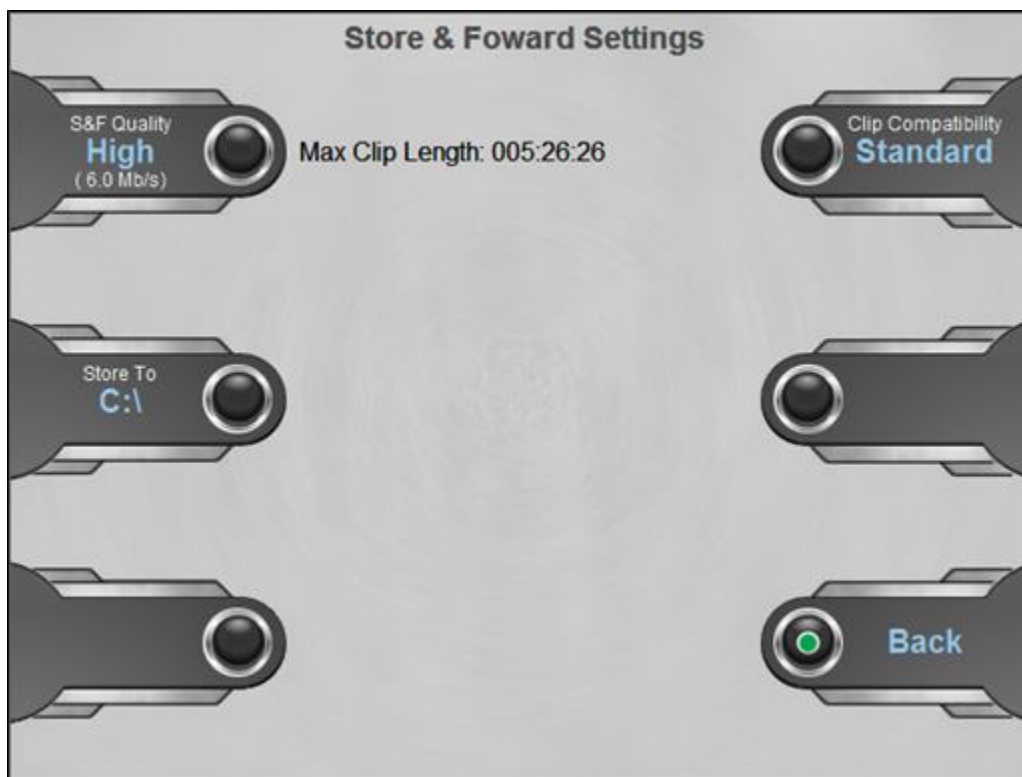 Store & Foward Settings
S&F Quality
High
( 6.0 Mb/s)
Max Clip Length: 005:26:26
Clip Compatibility
Standard
Store To
C:\
Back